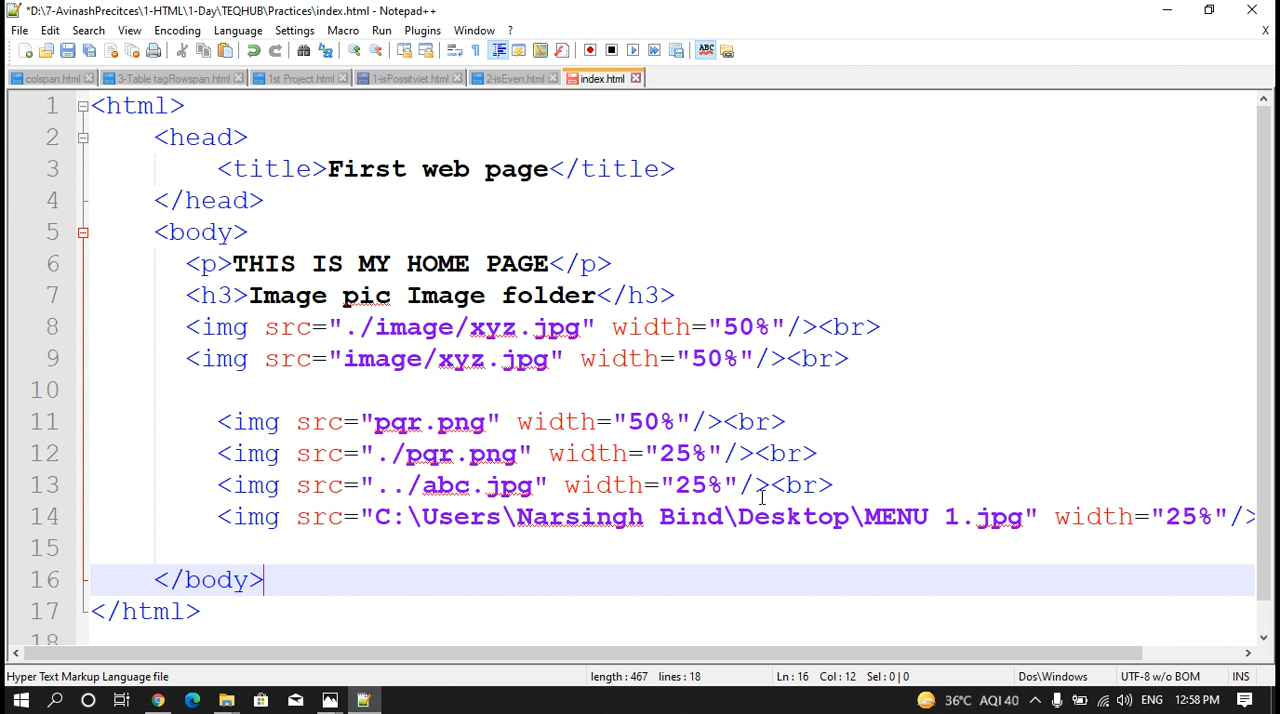 *D:\7-AvinashPrecitces\1-HTML\1-Day\TEQHUB\Practices\index.html - Notepad++
File Edit Search View Encoding Language Settings Macro Run Plugins Window ? X
colspan.html 3-Table tagRowspan.html 1st Project.html 1-isPossitviet.html 2-isEven.html index.html
1 <html>
2 <head>
3 <title>First web page</title>
4 </head>
5 <body>
6 <p>THIS IS MY HOME PAGE</p>
7 <h3>Image pic Image folder</h3>
8 <img src="./image/xyz.jpg" width="50%"/><br>
9 <img src="image/xyz.jpg" width="50%"/><br>
10
11 <img src="pqr.png" width="50%"/><br>
12 <img src="./pqr.png" width="25%"/><br>
13 <img src="../abc.jpg" width="25%"/><br>
14 <img src="C:\Users\Narsingh Bind\Desktop\MENU 1.jpg" width="25%"/>
15
16 </body>
17 </html>
18
Hyper Text Markup Language file length : 467 lines : 18 Ln : 16 Col : 12 Sel : 0 | 0 Dos\Windows UTF-8 w/o BOM INS
36°C AQI 40 ENG 12:58 PM